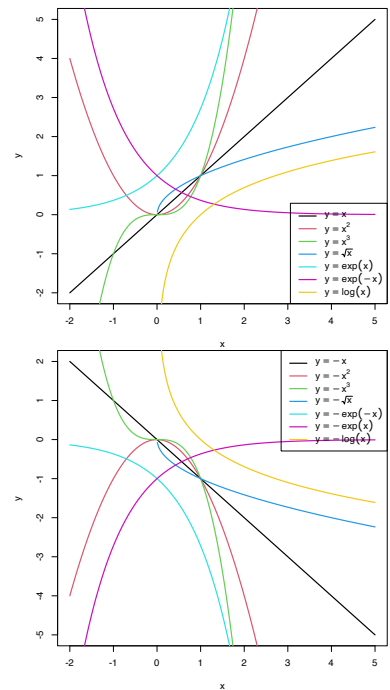 5
4
3
y
2
1
0
-1
-2
y = x
y = x²
y = x³
y = √x
y = exp(x)
y = exp(−x)
y = log(x)
-2 -1 0 1 2 3 4 5
x
2
1
0
-1
y
-2
-3
-4
-5
y = − x
y = − x²
y = − x³
y = − √x
y = − exp(−x)
y = − exp(x)
y = − log(x)
-2 -1 0 1 2 3 4 5
x